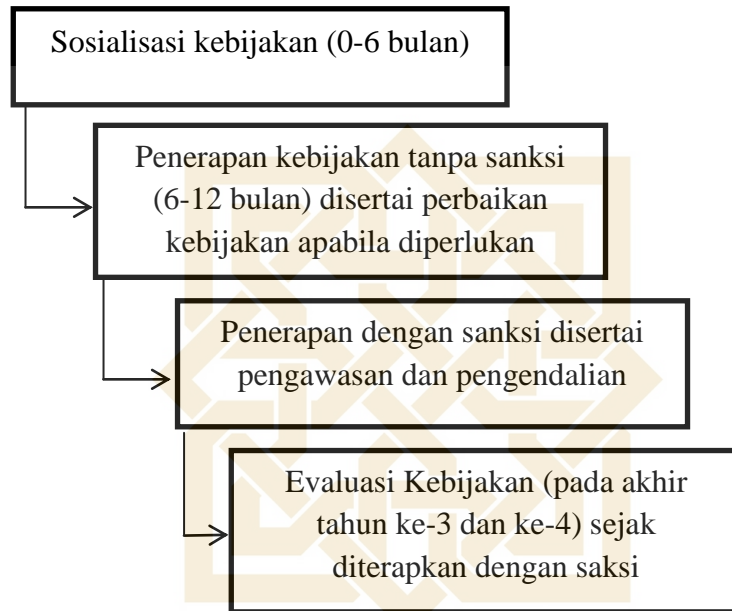 Sosialisasi kebijakan (0-6 bulan)
Penerapan kebijakan tanpa sanksi
(6-12 bulan) disertai perbaikan
kebijakan apabila diperlukan
Penerapan dengan sanksi disertai
pengawasan dan pengendalian
Evaluasi Kebijakan (pada akhir
tahun ke-3 dan ke-4) sejak
diterapkan dengan saksi